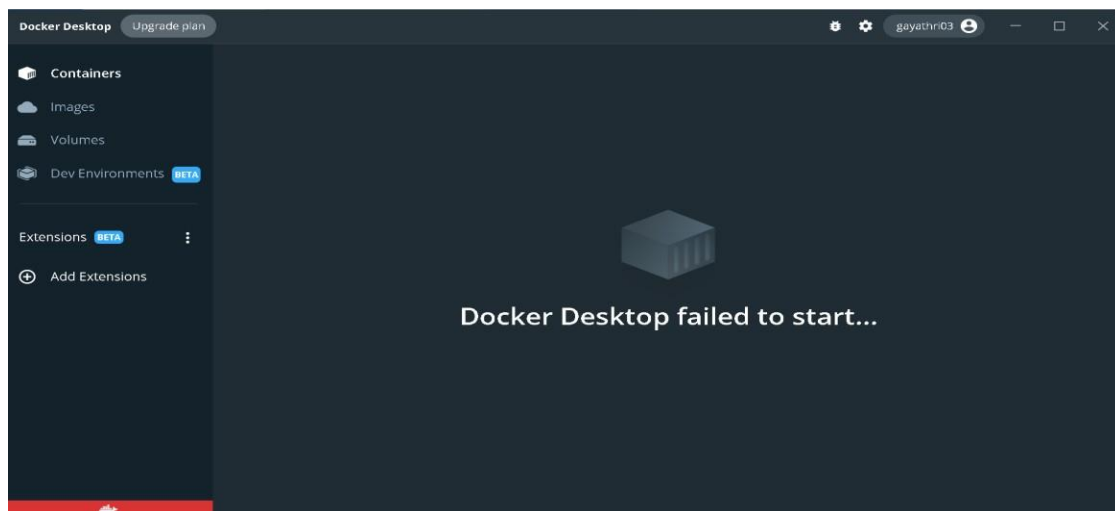 Docker Desktop Upgrade plan gayathri03
Containers
Images
Volumes
Dev Environments BETA
Extensions BETA
Add Extensions
Docker Desktop failed to start...